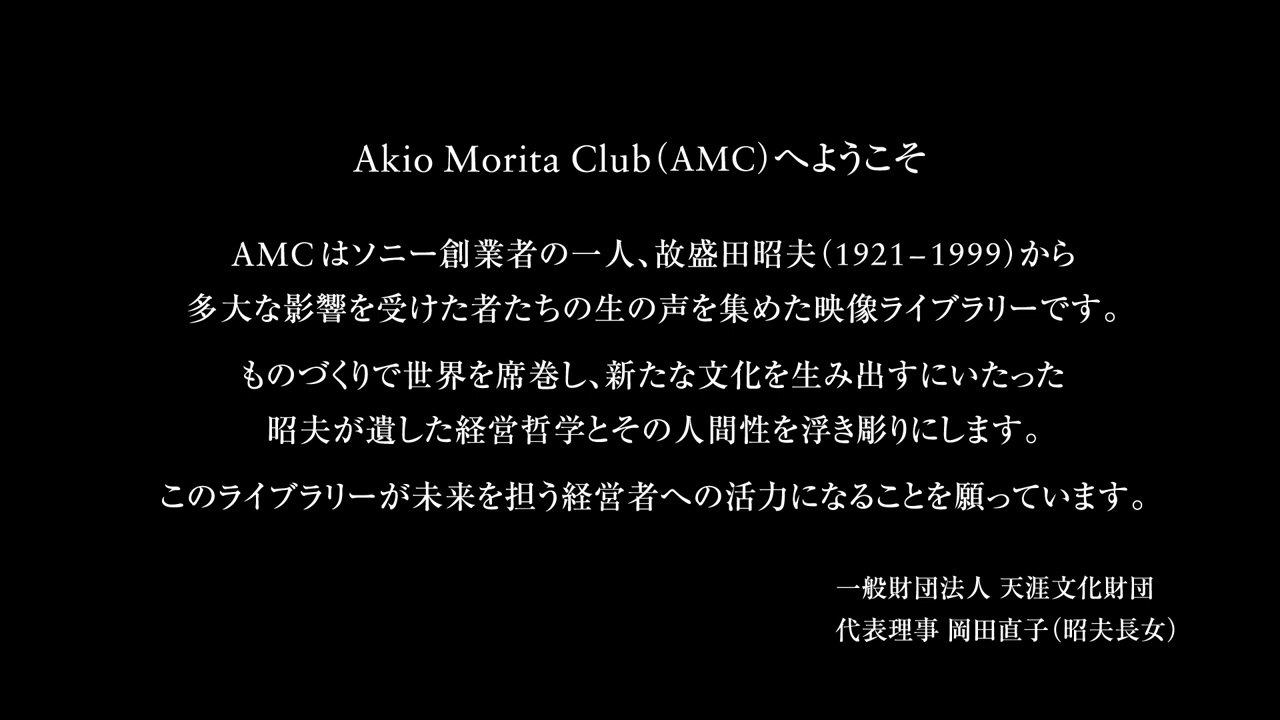 Akio Morita Club（AMC）へようこそ
AMCはソニー創業者の一人、故盛田昭夫（1921–1999）から
多大な影響を受けた者たちの生の声を集めた映像ライブラリーです。
ものづくりで世界を席巻し、新たな文化を生み出すにいたった
昭夫が遺した経営哲学とその人間性を浮き彫りにします。
このライブラリーが未来を担う経営者への活力になることを願っています。
一般財団法人 天涯文化財団
代表理事 岡田直子（昭夫長女）